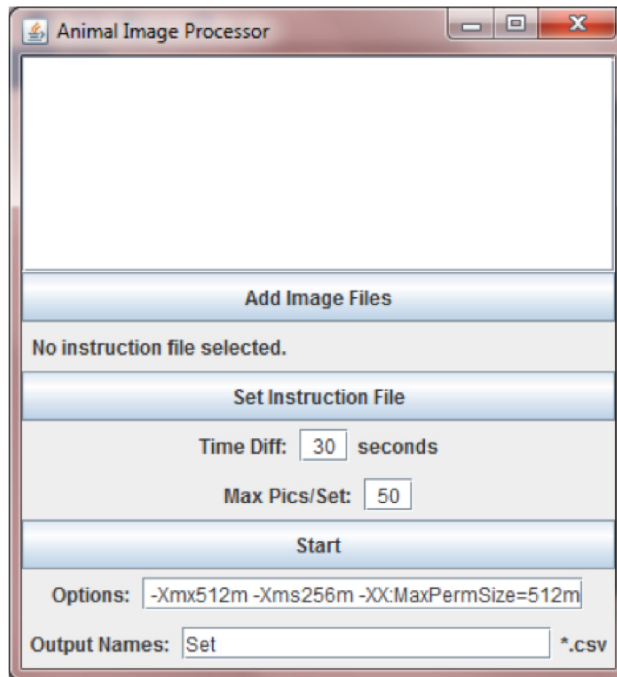 Animal Image Processor
Add Image Files
No instruction file selected.
Set Instruction File
Time Diff: 30 seconds
Max Pics/Set: 50
Start
Options: -Xmx512m -Xms256m -XX:MaxPermSize=512m
Output Names: Set *.csv